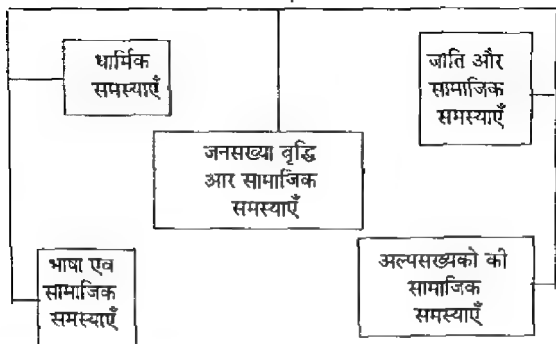 धार्मिक
समस्याएँ
जाति और
सामाजिक
समस्याएँ
जनसख्या वृद्धि
आर सामाजिक
समस्याएँ
भाषा एव
सामाजिक
समस्याएँ
अल्पसख्यको की
सामाजिक
समस्याएँ